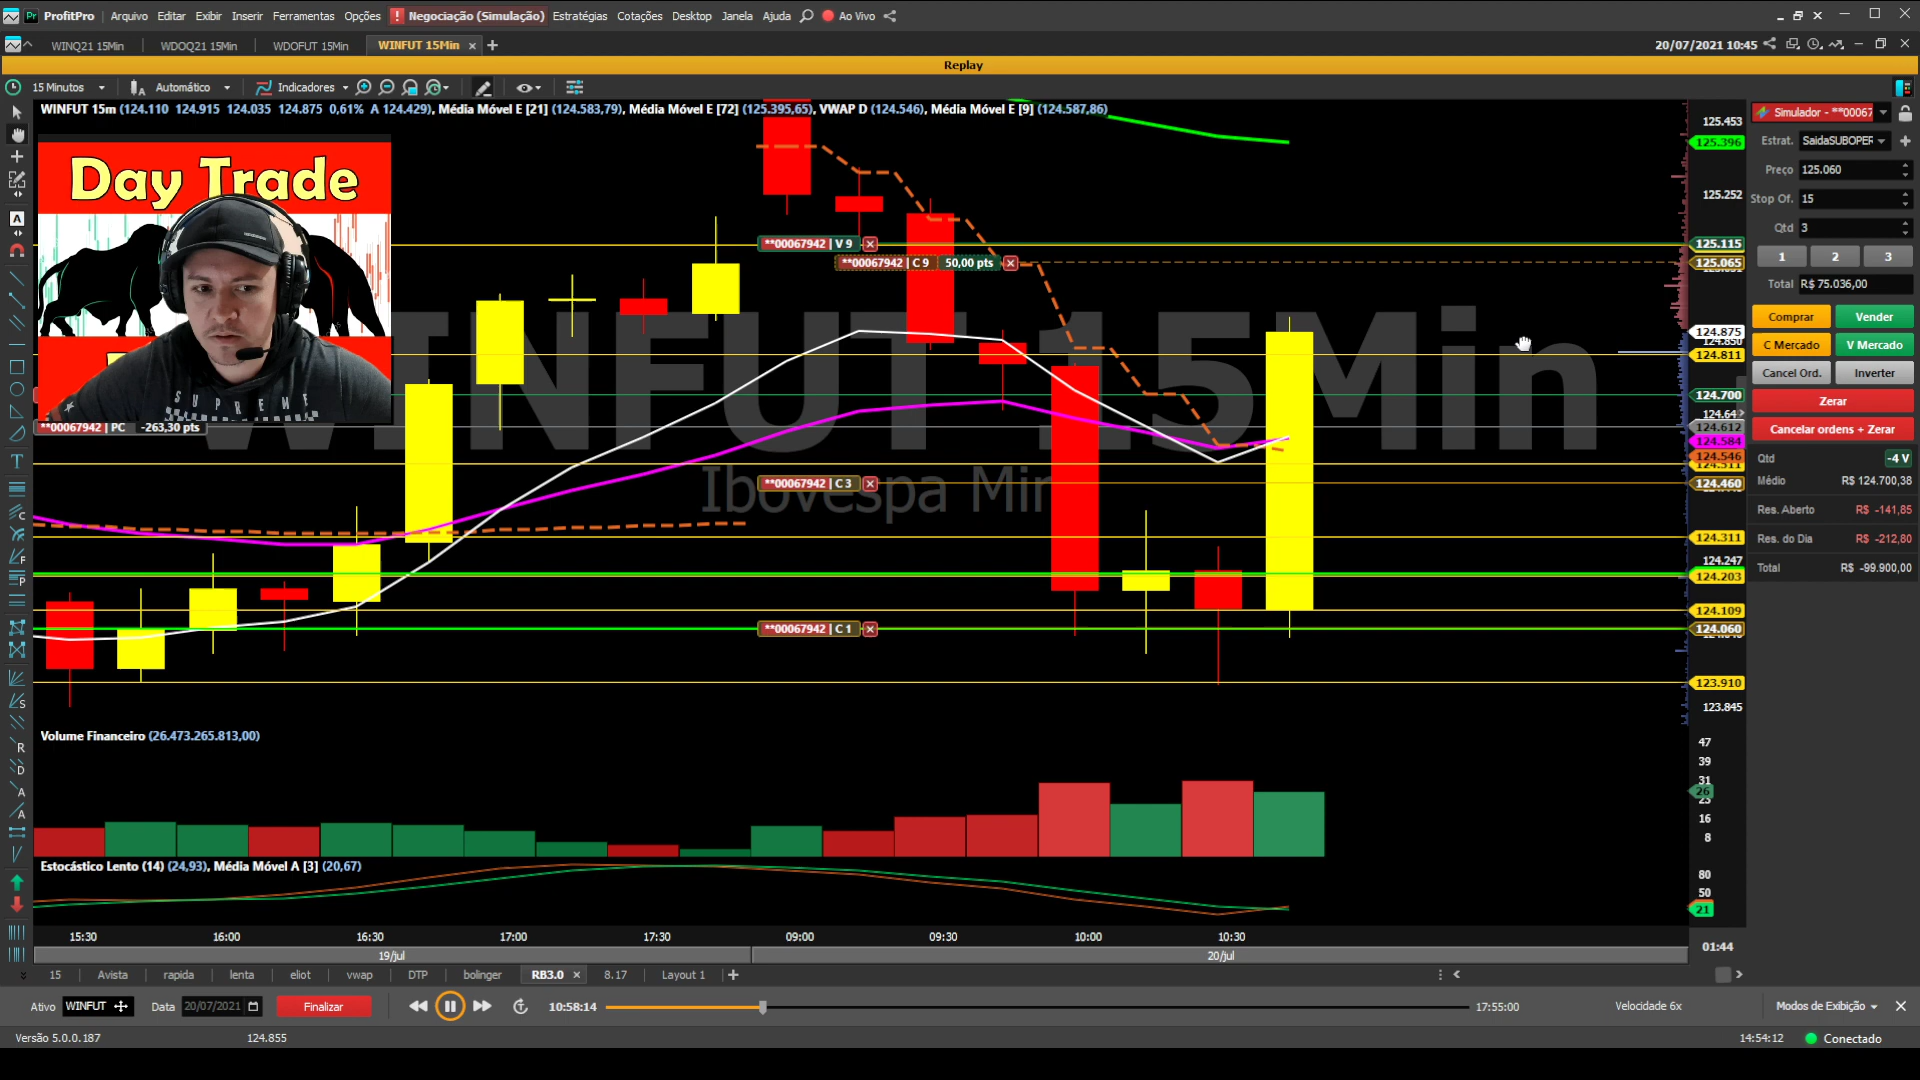 Pr ProfitPro Arquivo Editar Exibir Inserir Ferramentas Opções ! Negociação (Simulação) Estratégias Cotações Desktop Janela Ajuda Ao Vivo
WINQ21 15Min WDOQ21 15Min WDOFUT 15Min WINFUT 15Min 20/07/2021 10:45
Replay
15 Minutos Automático Indicadores
WINFUT 15m (124.110 124.915 124.035 124.875 0,61% A 124.429), Média Móvel E [21] (124.583,79), Média Móvel E [72] (125.395,65), VWAP D (124.546), Média Móvel E [9] (124.587,86)
Day Trade
SUPREME
WINFUT 15Min
**00067942 | V 9
**00067942 | C 9 50,00 pts
**00067942 | PC -263,30 pts
**00067942 | C 3
**00067942 | C 1
125.453
125.396
125.252
125.115
125.065
124.875
124.850
124.811
124.700
124.612
124.584
124.546
124.511
124.460
124.311
124.247
124.203
124.109
124.060
123.910
123.845
Simulador - **00067
Estrat. SaidaSUBOPER
Preço 125.060
Stop Of. 15
Qtd 3
1 2 3
Total R$ 75.036,00
Comprar Vender
C Mercado V Mercado
Cancel Ord. Inverter
Zerar
Cancelar ordens + Zerar
Qtd -4 V
Médio R$ 124.700,38
Res. Aberto R$ -141,85
Res. do Dia R$ -212,80
Total R$ -99.900,00
Volume Financeiro (26.473.265.813,00)
47
39
31
26
23
16
8
Estocástico Lento (14) (24,93), Média Móvel A [3] (20,67)
80
50
21
15:30 16:00 16:30 17:00 17:30 09:00 09:30 10:00 10:30 01:44
19/jul 20/jul
15 Avista rapida lenta eliot vwap DTP bolinger RB3.0 8.17 Layout 1
Ativo WINFUT Data 20/07/2021 Finalizar 10:58:14 17:55:00 Velocidade 6x Modos de Exibição
Versão 5.0.0.187 124.855 14:54:12 Conectado